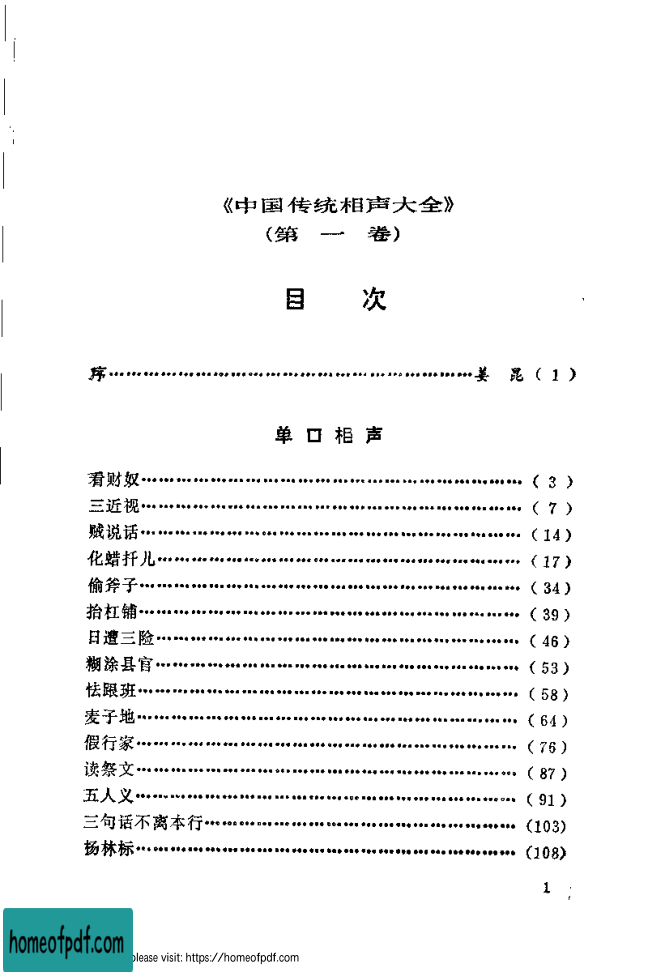 《中国传统相声大全》
(第 一 卷)
目 次
序……………………………………………………姜 昆 ( 1 )
单 口 相 声
看财奴……………………………………………………( 3 )
三近视……………………………………………………( 7 )
贼说话……………………………………………………(14)
化蜡扦儿…………………………………………………(17)
偷斧子……………………………………………………(34)
抬杠铺……………………………………………………(39)
日遭三险…………………………………………………(46)
糊涂县官…………………………………………………(53)
怯跟班……………………………………………………(58)
麦子地……………………………………………………(64)
假行家……………………………………………………(76)
读祭文……………………………………………………(87)
五人义……………………………………………………(91)
三句话不离本行…………………………………………(103)
扬林标……………………………………………………(108)
1
homeofpdf.com
please visit: https://homeofpdf.com